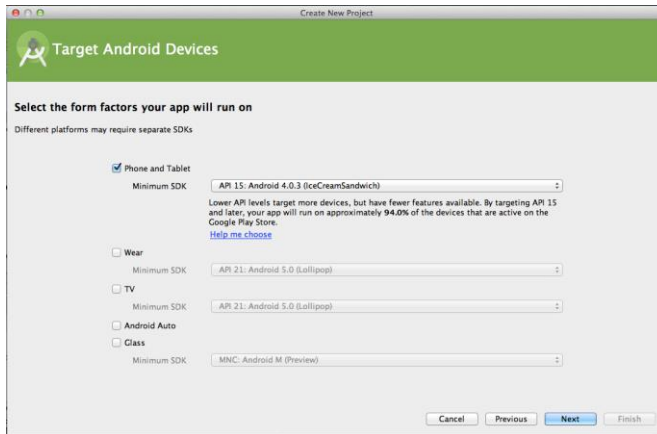 Create New Project
Target Android Devices
Select the form factors your app will run on
Different platforms may require separate SDKs
Phone and Tablet
Minimum SDK API 15: Android 4.0.3 (IceCreamSandwich)
Lower API levels target more devices, but have fewer features available. By targeting API 15
and later, your app will run on approximately 94.0% of the devices that are active on the
Google Play Store.
Help me choose
Wear
Minimum SDK API 21: Android 5.0 (Lollipop)
TV
Minimum SDK API 21: Android 5.0 (Lollipop)
Android Auto
Glass
Minimum SDK MNC: Android M (Preview)
Cancel Previous Next Finish